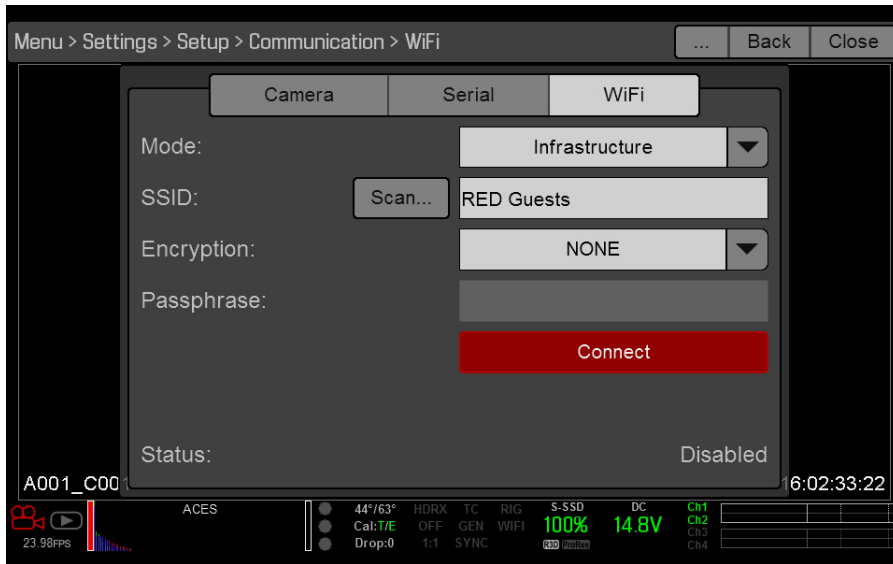 Menu > Settings > Setup > Communication > WiFi ... Back Close
Camera Serial WiFi
Mode: Infrastructure
SSID: Scan... RED Guests
Encryption: NONE
Passphrase:
Connect
Status: Disabled
A001_C00 16:02:33:22
ACES 44°/63° HDRX TC RIG S-SSD DC Ch1
Cal:T/E OFF GEN WIFI 100% 14.8V Ch2
23.98FPS Drop:0 1:1 SYNC R3D ProRes Ch3
Ch4